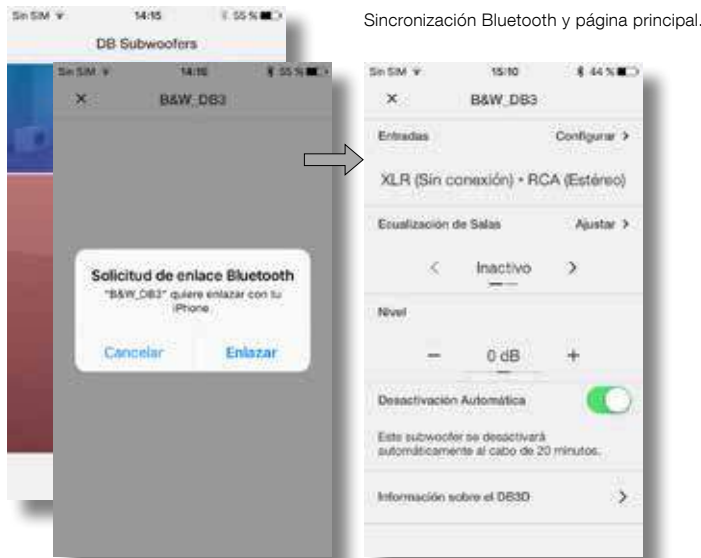 Sincronización Bluetooth y página principal.
Sin SIM 14:15 55 %
DB Subwoofers
Sin SIM 14:16 55 %
× B&W_DB3
Solicitud de enlace Bluetooth
"B&W_DB3" quiere enlazar con tu
iPhone
Cancelar Enlazar
Sin SIM 15:10 44 %
× B&W_DB3
Entradas Configurar >
XLR (Sin conexión) • RCA (Estéreo)
Ecualización de Salas Ajustar >
< Inactivo >
Nivel
− 0 dB +
Desactivación Automática
Este subwoofer se desactivará
automáticamente al cabo de 20 minutos.
Información sobre el DB3D >